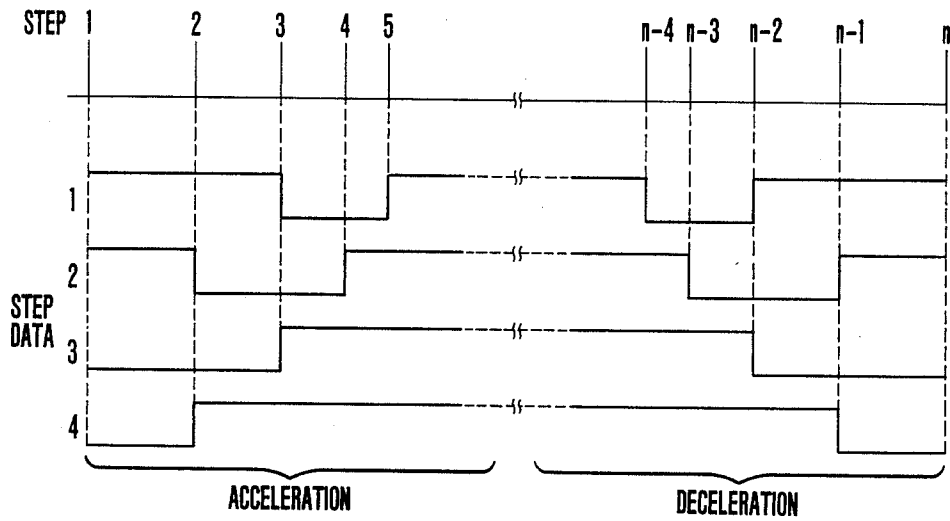 STEP 1 2 3 4 5 n-4 n-3 n-2 n-1 n
1
2
STEP
DATA
3
4
ACCELERATION DECELERATION